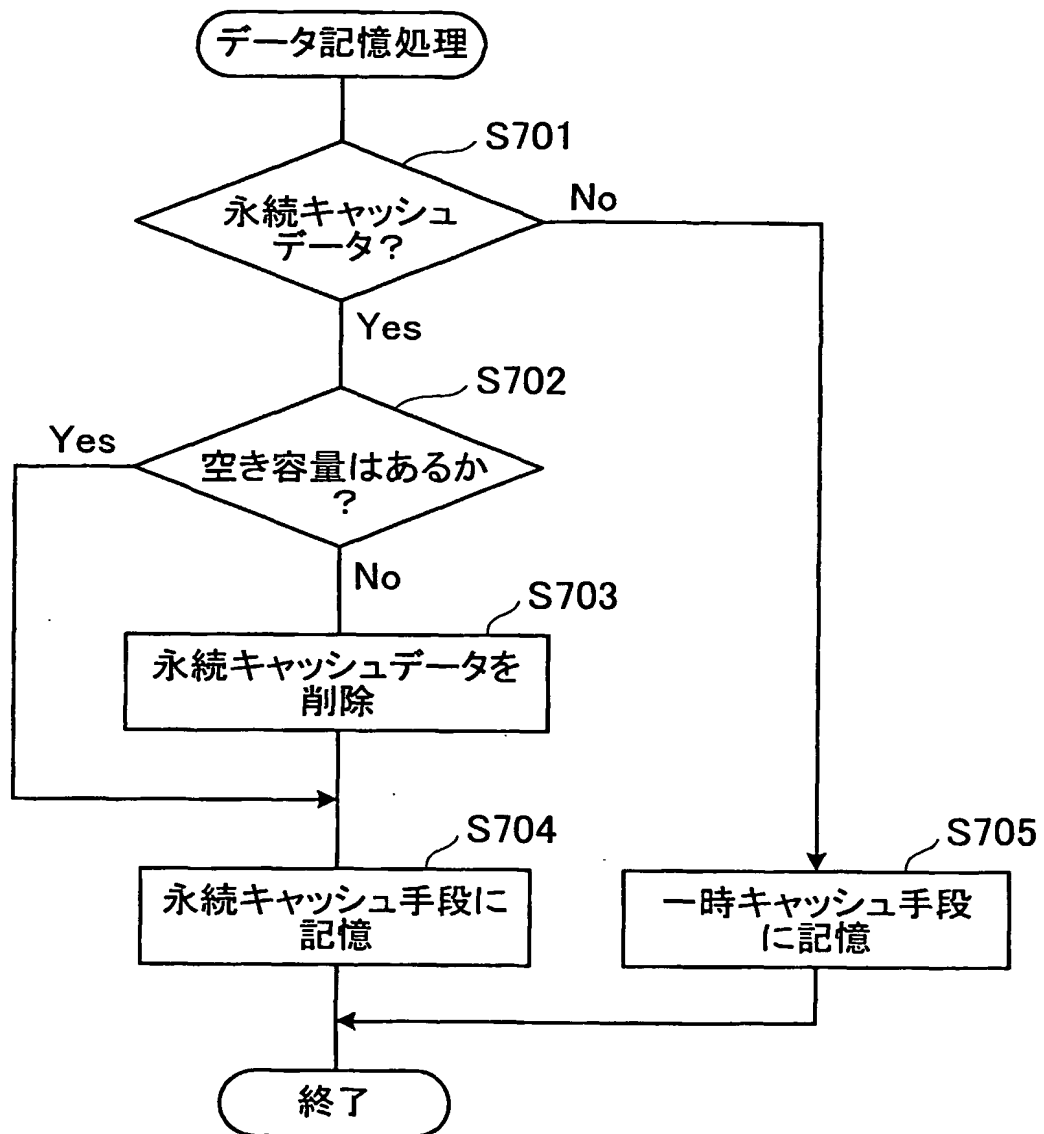 データ記憶処理
S701
永続キャッシュ
データ？
No
Yes
S702
Yes
空き容量はあるか
？
No
S703
永続キャッシュデータを
削除
S704
永続キャッシュ手段に
記憶
S705
一時キャッシュ手段
に記憶
終了